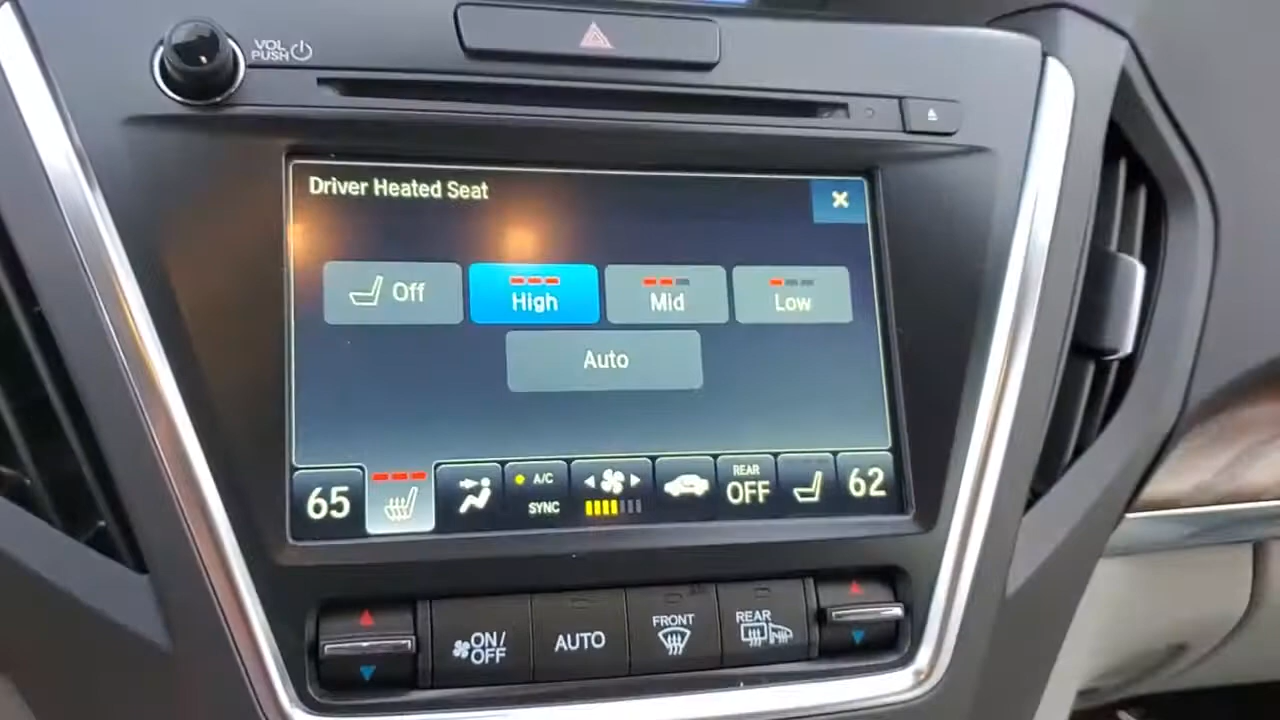 VOL
PUSH
Driver Heated Seat
Off
High
Mid
Low
Auto
65
A/C
SYNC
REAR
OFF
62
ON/
OFF
AUTO
FRONT
REAR